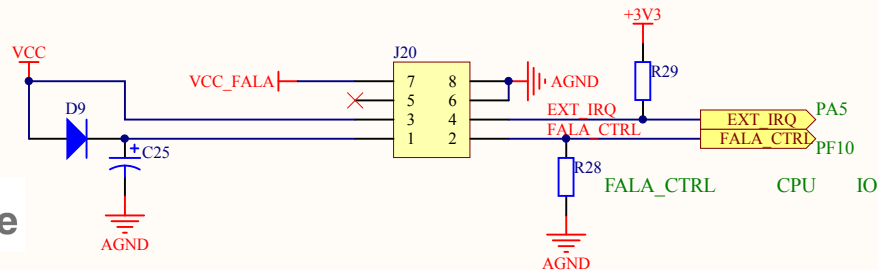 +3V3
VCC
J20
VCC_FALA
7 8
AGND
R29
5 6
D9
EXT_IRQ
EXT_IRQ
PA5
3 4
FALA_CTRL
FALA_CTRL
PF10
1 2
+
C25
R28
FALA_CTRL CPU IO
e
AGND
AGND